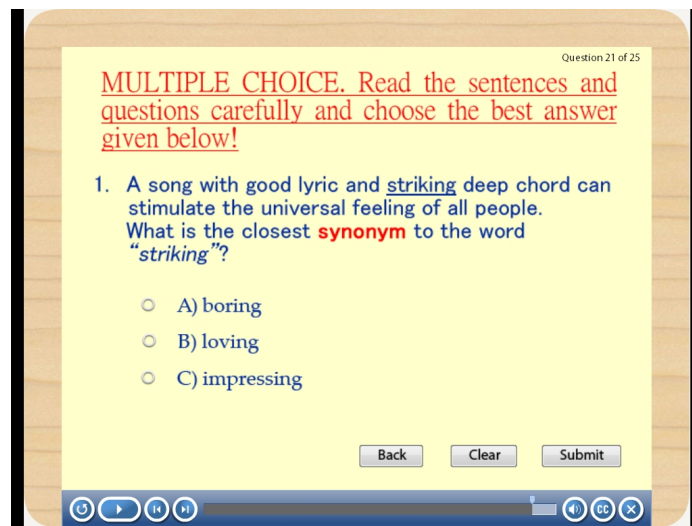 Question 21 of 25
MULTIPLE CHOICE. Read the sentences and
questions carefully and choose the best answer
given below!
1. A song with good lyric and striking deep chord can
stimulate the universal feeling of all people.
What is the closest synonym to the word
“striking”?
A) boring
B) loving
C) impressing
Back Clear Submit
CC